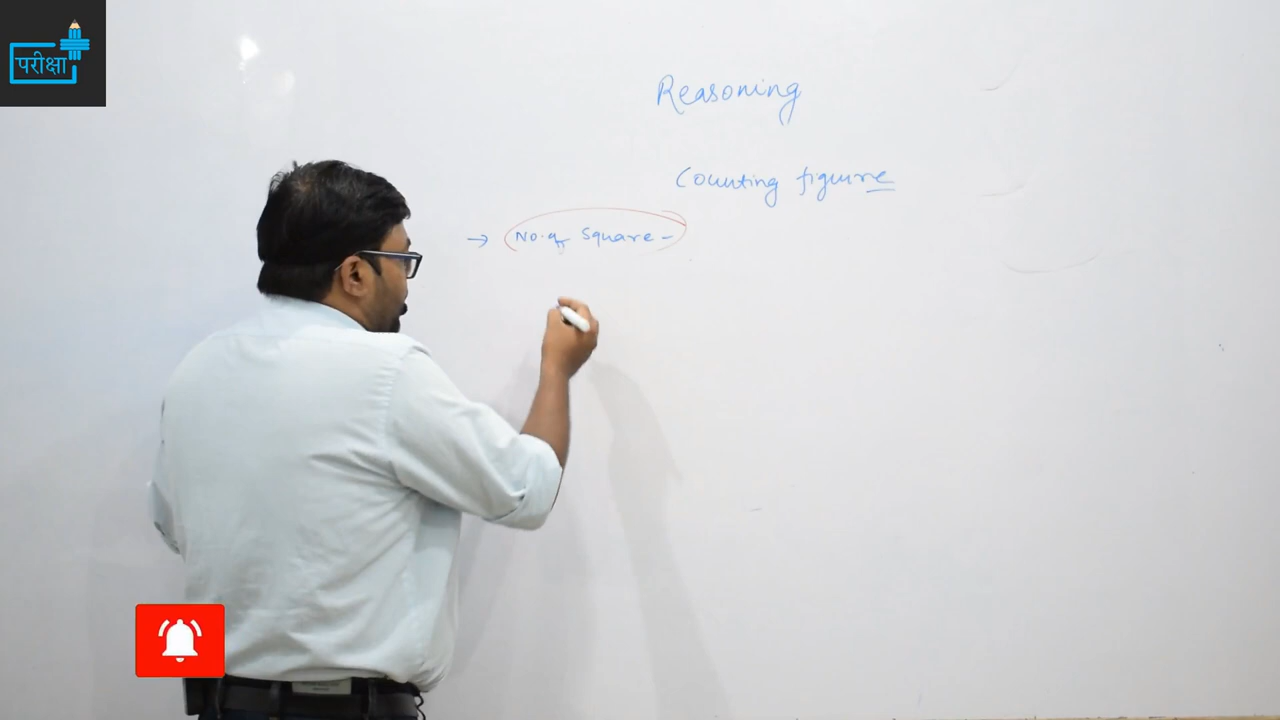 परीक्षा
Reasoning
Counting figure
→ No. of Square -